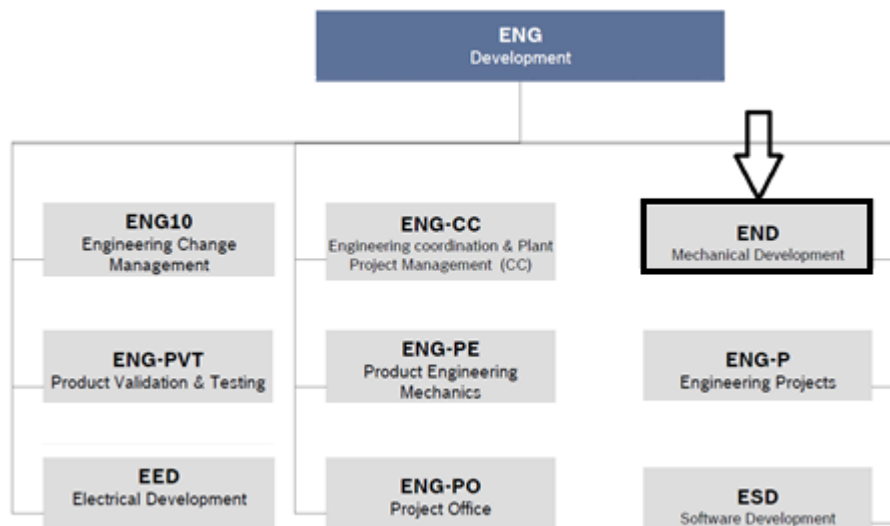 ENG
Development
ENG10
Engineering Change
Management
ENG-CC
Engineering coordination & Plant
Project Management (CC)
END
Mechanical Development
ENG-PVT
Product Validation & Testing
ENG-PE
Product Engineering
Mechanics
ENG-P
Engineering Projects
EED
Electrical Development
ENG-PO
Project Office
ESD
Software Development